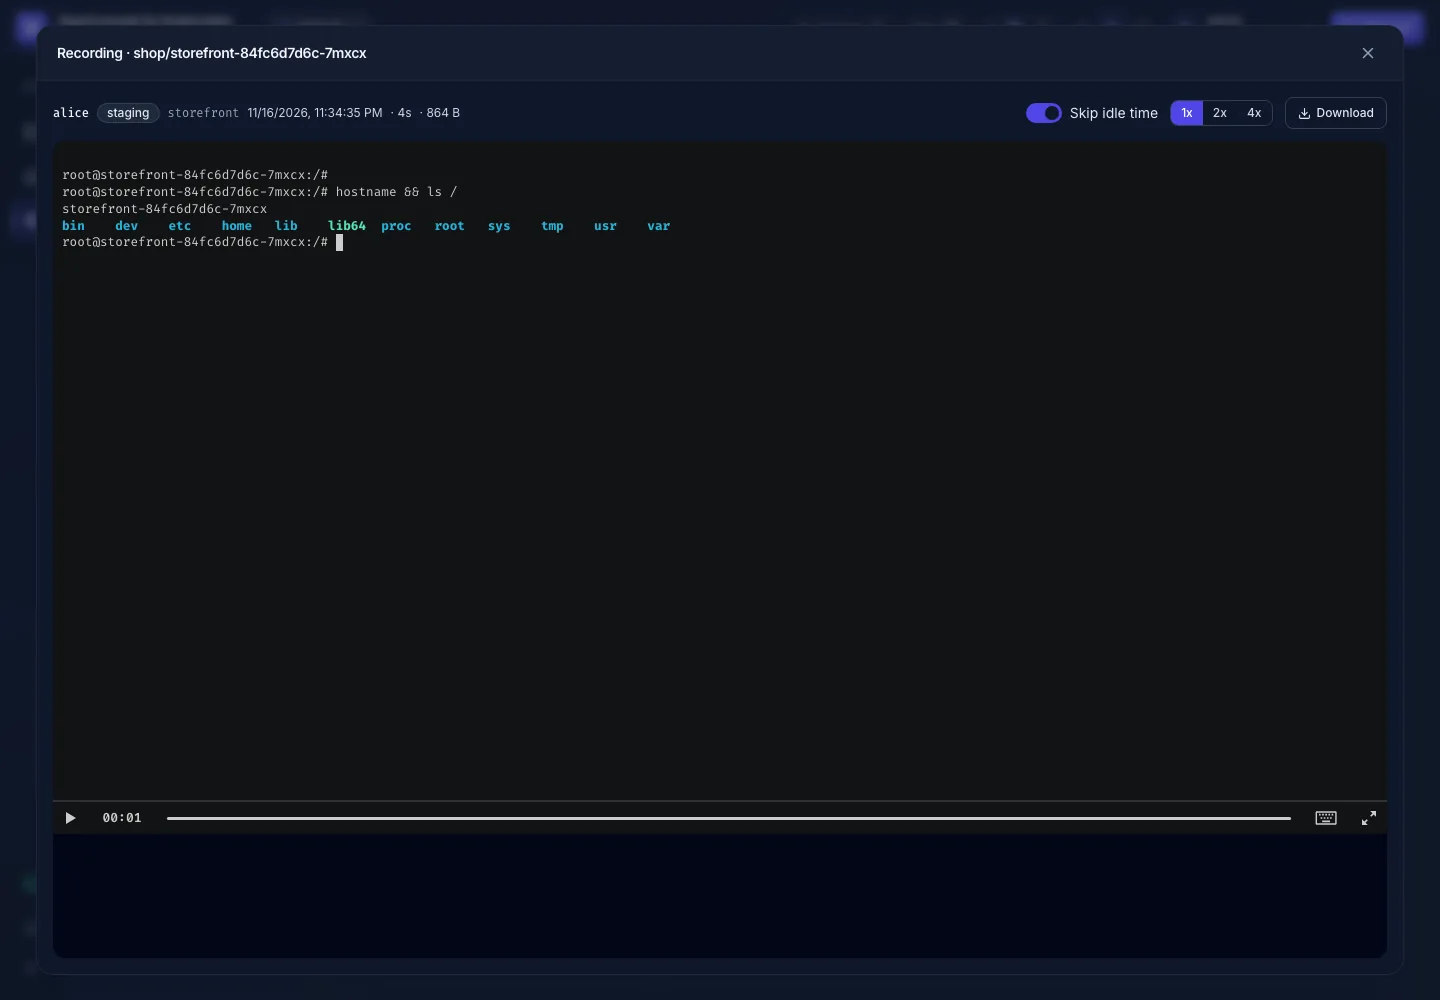 Recording · shop/storefront-84fc6d7d6c-7mxcx
alice staging storefront 11/16/2026, 11:34:35 PM · 4s · 864 B
Skip idle time 1x 2x 4x Download
root@storefront-84fc6d7d6c-7mxcx:/#
root@storefront-84fc6d7d6c-7mxcx:/# hostname && ls /
storefront-84fc6d7d6c-7mxcx
bin dev etc home lib lib64 proc root sys tmp usr var
root@storefront-84fc6d7d6c-7mxcx:/#
00:01